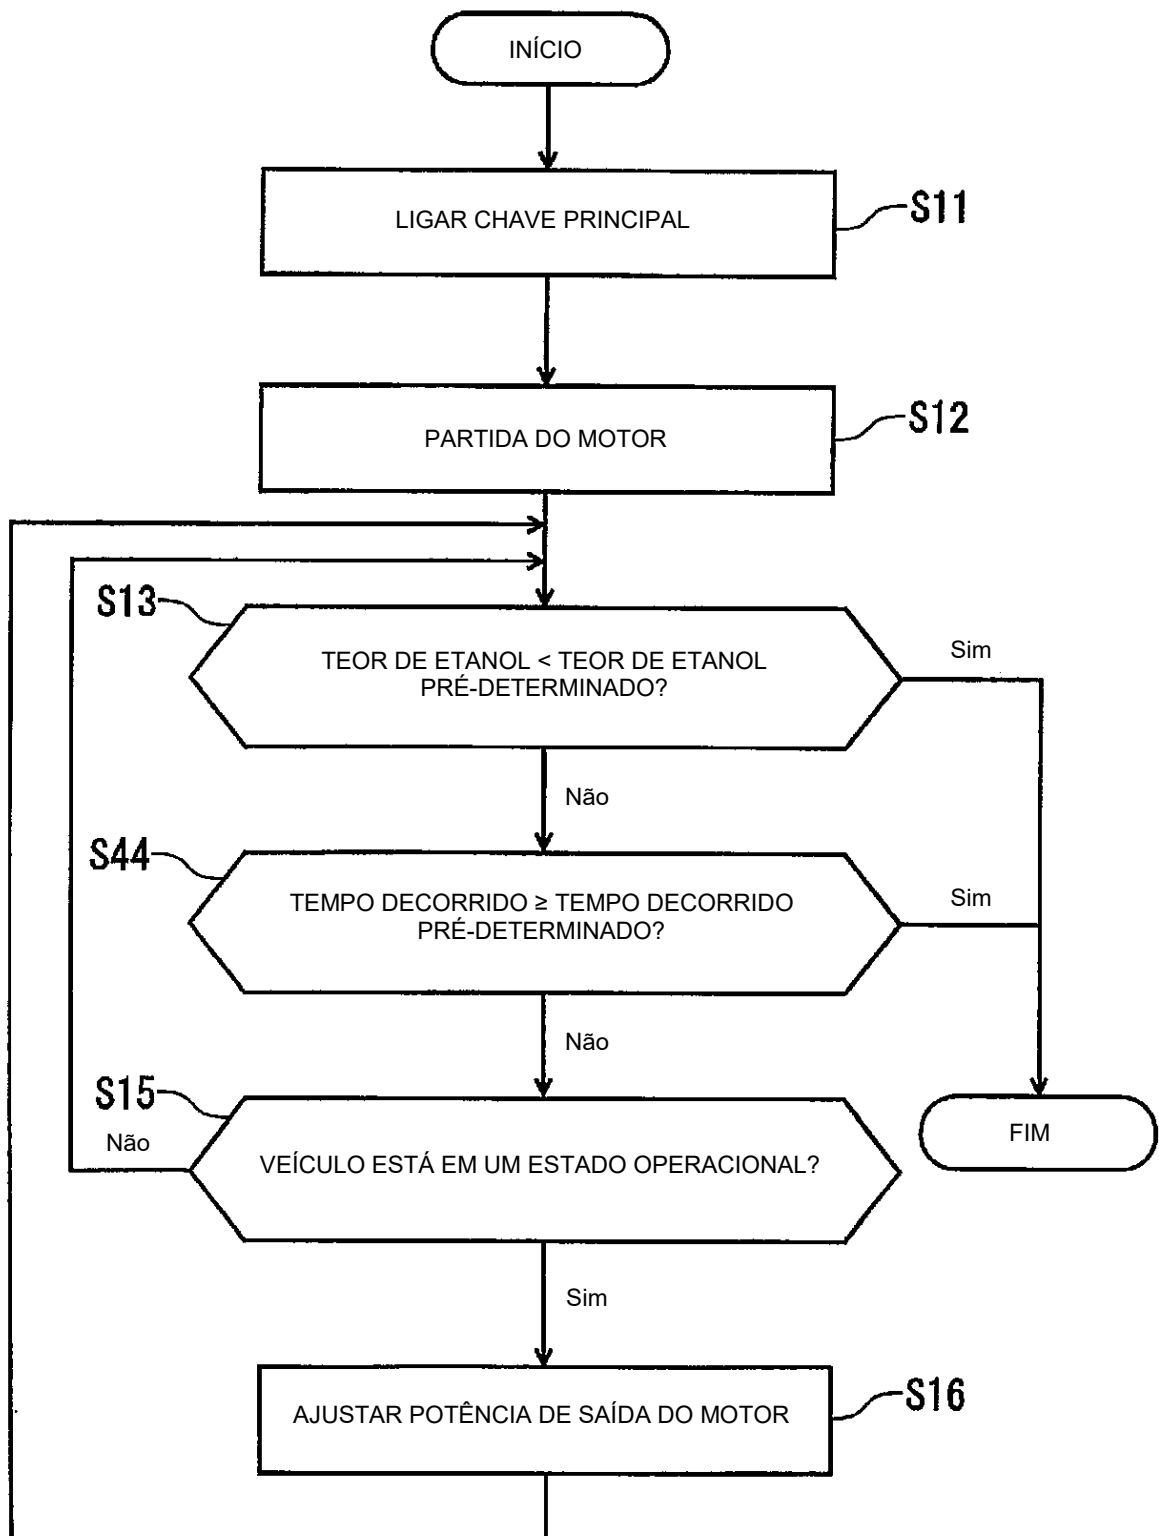 INÍCIO
LIGAR CHAVE PRINCIPAL
S11
PARTIDA DO MOTOR
S12
S13
TEOR DE ETANOL < TEOR DE ETANOL
PRÉ-DETERMINADO?
Sim
Não
S44
TEMPO DECORRIDO ≥ TEMPO DECORRIDO
PRÉ-DETERMINADO?
Sim
Não
S15
Não
VEÍCULO ESTÁ EM UM ESTADO OPERACIONAL?
FIM
Sim
AJUSTAR POTÊNCIA DE SAÍDA DO MOTOR
S16